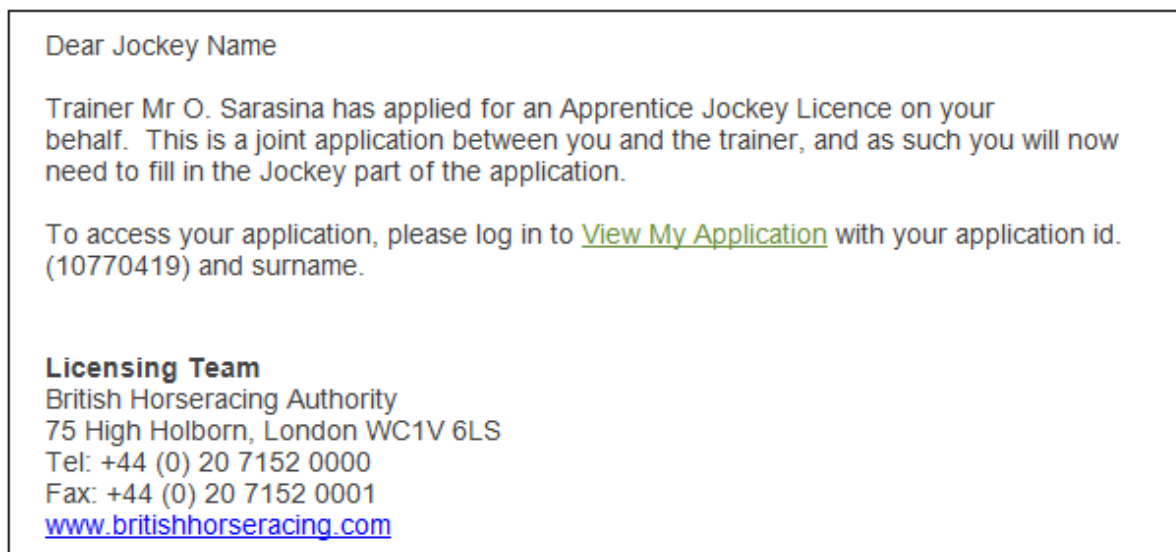 Dear Jockey Name
Trainer Mr O. Sarasina has applied for an Apprentice Jockey Licence on your
behalf.  This is a joint application between you and the trainer, and as such you will now
need to fill in the Jockey part of the application.
To access your application, please log in to View My Application with your application id.
(10770419) and surname.
Licensing Team
British Horseracing Authority
75 High Holborn, London WC1V 6LS
Tel: +44 (0) 20 7152 0000
Fax: +44 (0) 20 7152 0001
www.britishhorseracing.com